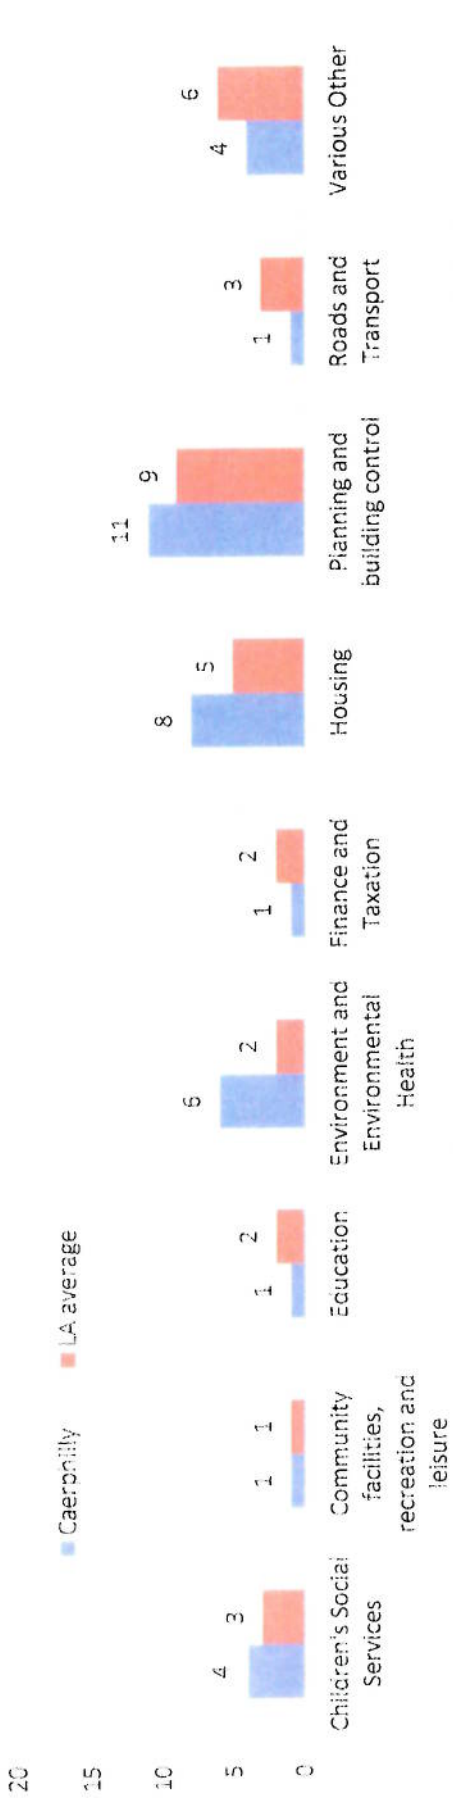 20
15
10
5
0
Caerphilly
LA average
4
3
1
1
1
2
6
2
1
2
8
5
11
9
1
3
4
6
Children's Social
Services
Community
facilities,
recreation and
leisure
Education
Environment and
Environmental
Health
Finance and
Taxation
Housing
Planning and
building control
Roads and
Transport
Various Other